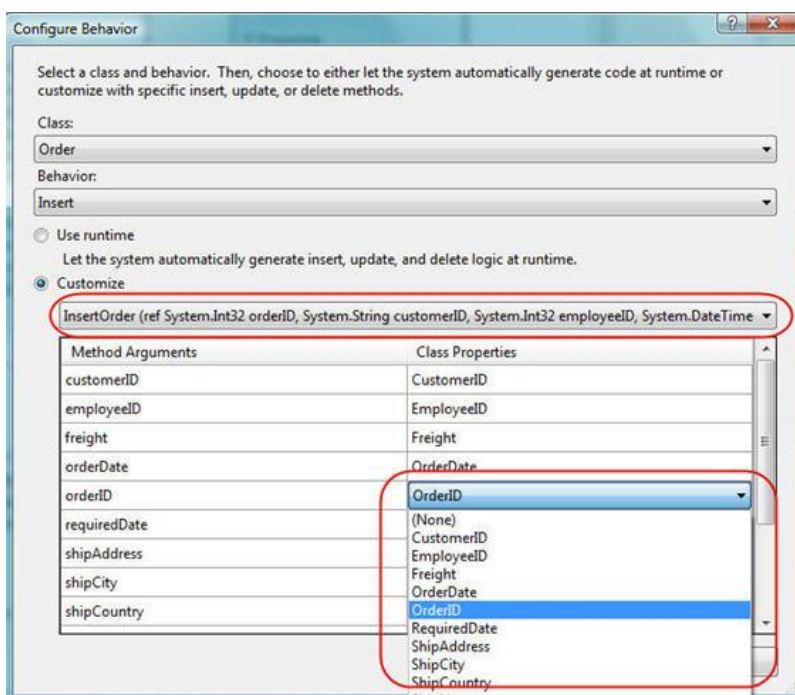 Configure Behavior
Select a class and behavior. Then, choose to either let the system automatically generate code at runtime or
customize with specific insert, update, or delete methods.
Class:
Order
Behavior:
Insert
Use runtime
Let the system automatically generate insert, update, and delete logic at runtime.
Customize
InsertOrder (ref System.Int32 orderID, System.String customerID, System.Int32 employeeID, System.DateTime
Method Arguments Class Properties
customerID CustomerID
employeeID EmployeeID
freight Freight
orderDate OrderDate
orderID OrderID
requiredDate (None)
CustomerID
shipAddress EmployeeID
Freight
shipCity OrderDate
shipCountry OrderID
RequiredDate
ShipAddress
ShipCity
ShipCountry